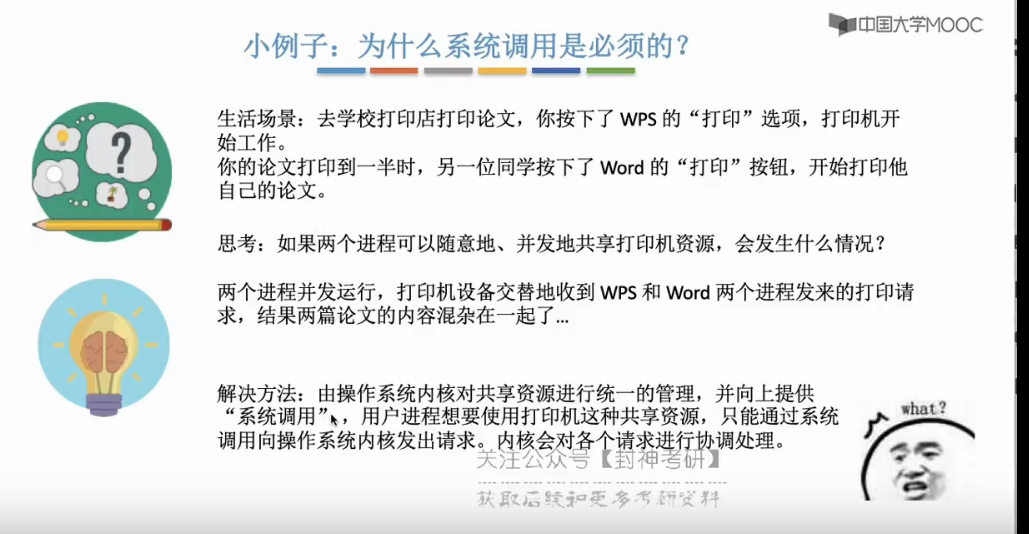 中国大学MOOC
小例子：为什么系统调用是必须的？
生活场景：去学校打印店打印论文，你按下了 WPS 的“打印”选项，打印机开
始工作。
你的论文打印到一半时，另一位同学按下了 Word 的“打印”按钮，开始打印他
自己的论文。
思考：如果两个进程可以随意地、并发地共享打印机资源，会发生什么情况？
两个进程并发运行，打印机设备交替地收到 WPS 和 Word 两个进程发来的打印请
求，结果两篇论文的内容混杂在一起了...
解决方法：由操作系统内核对共享资源进行统一的管理，并向上提供
“系统调用”，用户进程想要使用打印机这种共享资源，只能通过系统
调用向操作系统内核发出请求。内核会对各个请求进行协调处理。
what?
关注公众号【封神考研】
获取后续和更多考研资料